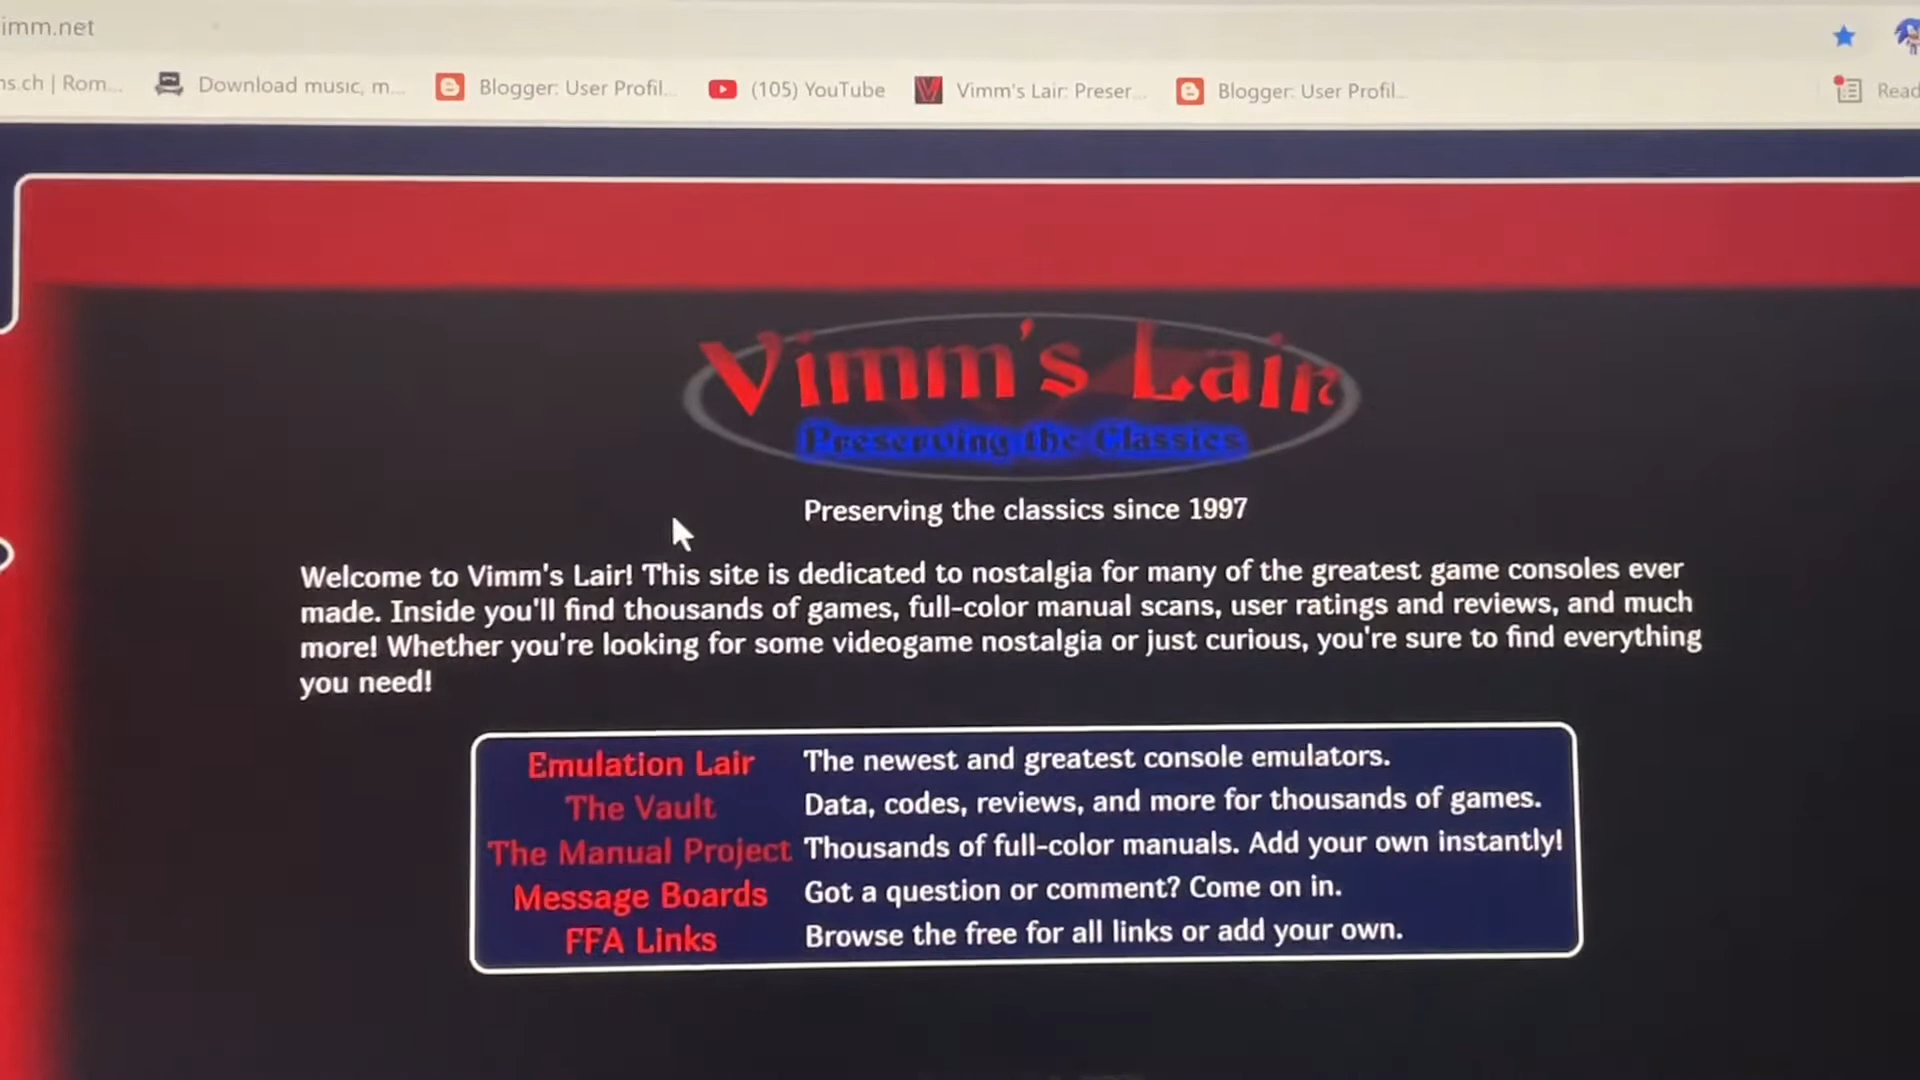 imm.net
ns.ch | Rom... Download music, m... Blogger: User Profil... (105) YouTube Vimm's Lair: Preser... Blogger: User Profil... Read
Vimm's Lair
Preserving the Classics
Preserving the classics since 1997
Welcome to Vimm's Lair! This site is dedicated to nostalgia for many of the greatest game consoles ever
made. Inside you'll find thousands of games, full-color manual scans, user ratings and reviews, and much
more! Whether you're looking for some videogame nostalgia or just curious, you're sure to find everything
you need!
Emulation Lair The newest and greatest console emulators.
The Vault Data, codes, reviews, and more for thousands of games.
The Manual Project Thousands of full-color manuals. Add your own instantly!
Message Boards Got a question or comment? Come on in.
FFA Links Browse the free for all links or add your own.